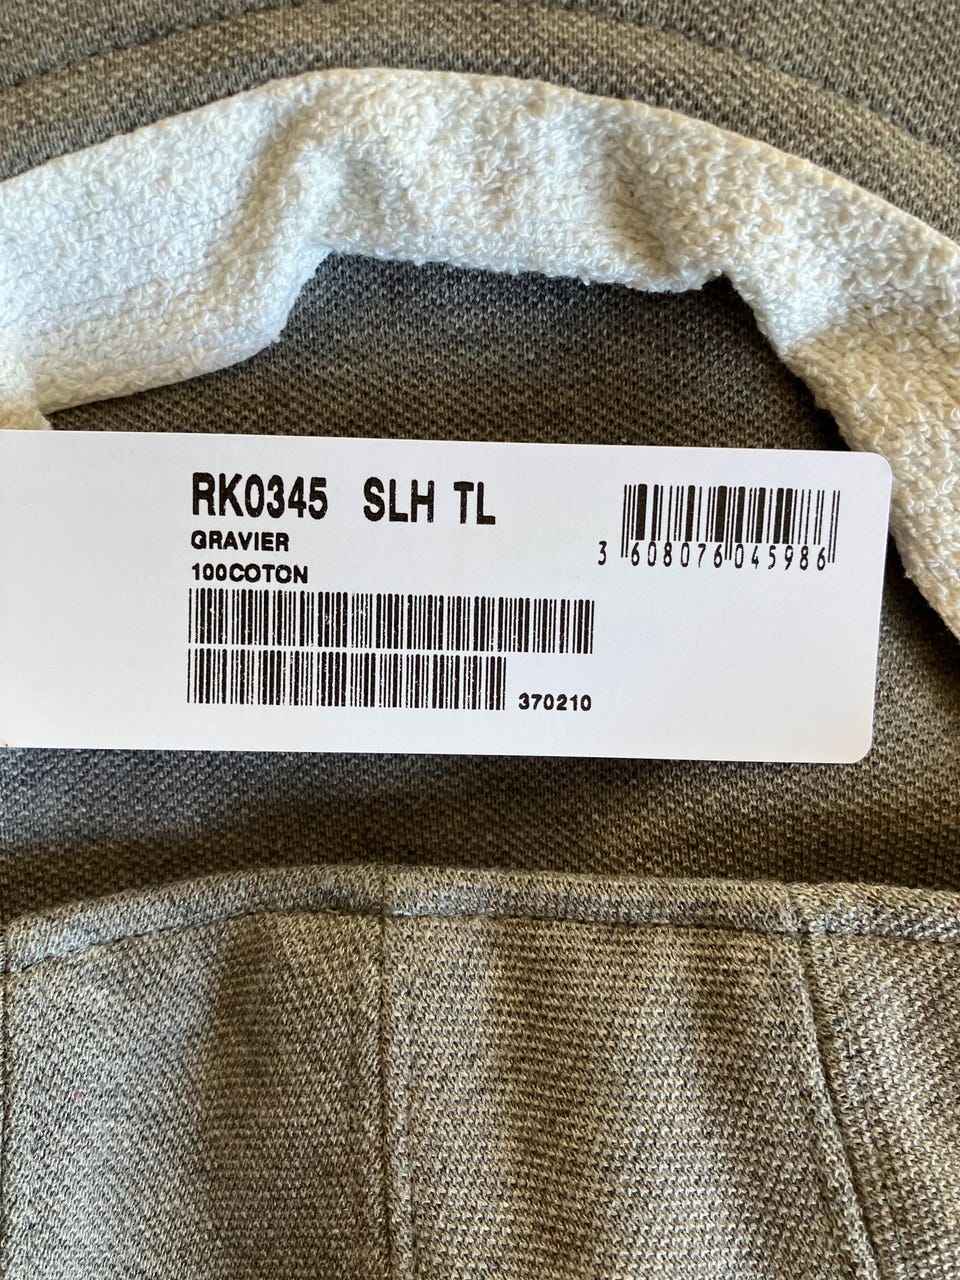 RK0345 SLH TL
GRAVIER
100COTON
3 608076 045986
370210